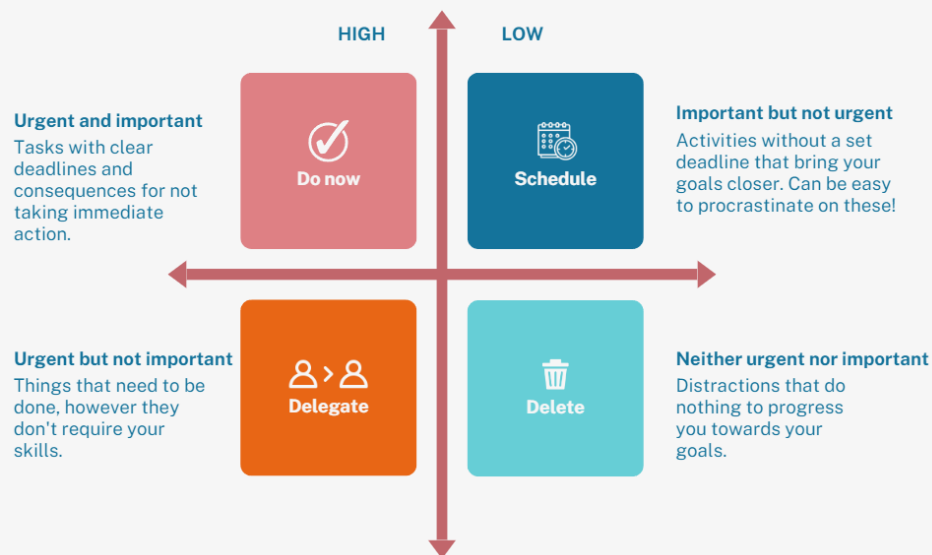 HIGH
LOW
Urgent and important
Tasks with clear
deadlines and
consequences for not
taking immediate
action.
Do now
Schedule
Important but not urgent
Activities without a set
deadline that bring your
goals closer. Can be easy
to procrastinate on these!
Urgent but not important
Things that need to be
done, however they
don't require your
skills.
Delegate
Delete
Neither urgent nor important
Distractions that do
nothing to progress
you towards your
goals.